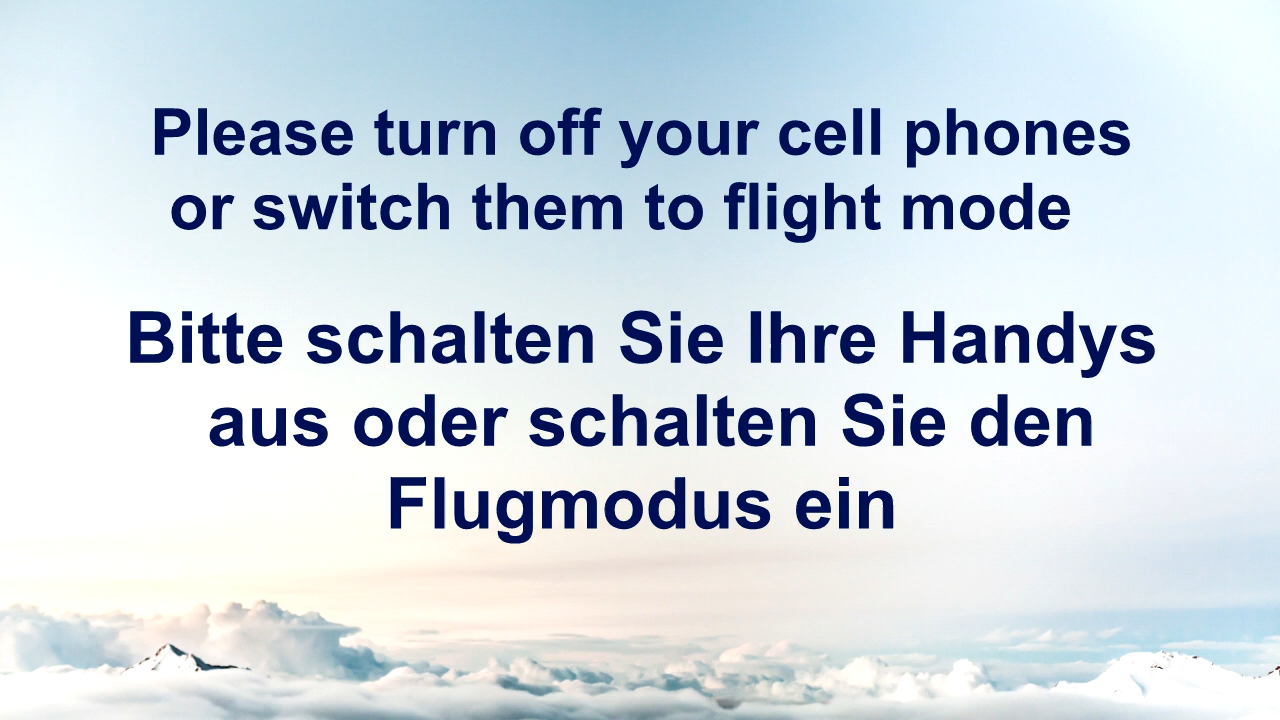 Please turn off your cell phones
or switch them to flight mode
Bitte schalten Sie Ihre Handys
aus oder schalten Sie den
Flugmodus ein